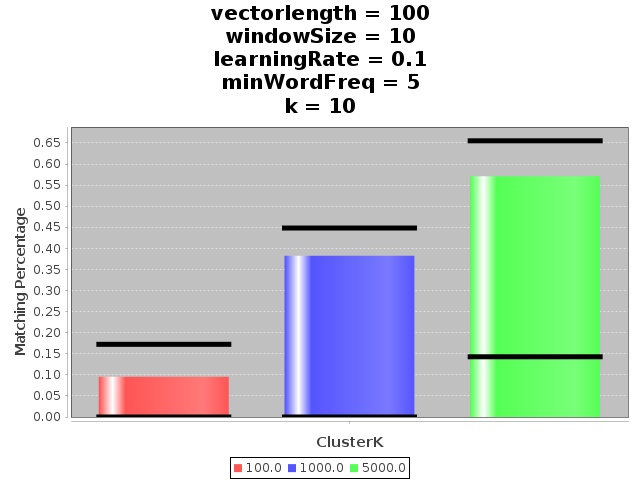 vectorlength = 100
windowSize = 10
learningRate = 0.1
minWordFreq = 5
k = 10
0.65
0.60
0.55
0.50
0.45
0.40
0.35
0.30
0.25
0.20
0.15
0.10
0.05
0.00
Matching Percentage
ClusterK
100.0 1000.0 5000.0